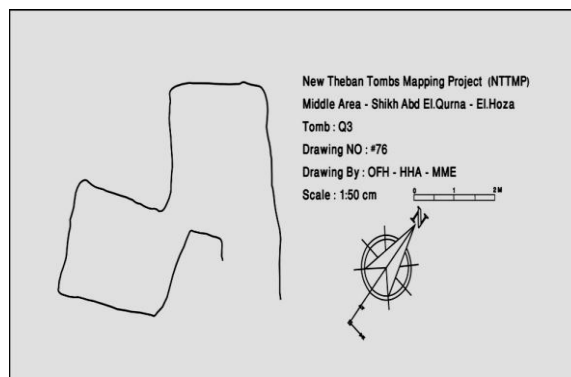 New Theban Tombs Mapping Project (NTTMP)
Middle Area - Shikh Abd El.Qurna - El.Hoza
Tomb : Q3
Drawing NO : #76
Drawing By : OFH - HHA - MME
Scale : 1:50 cm
0 1 2 M
N